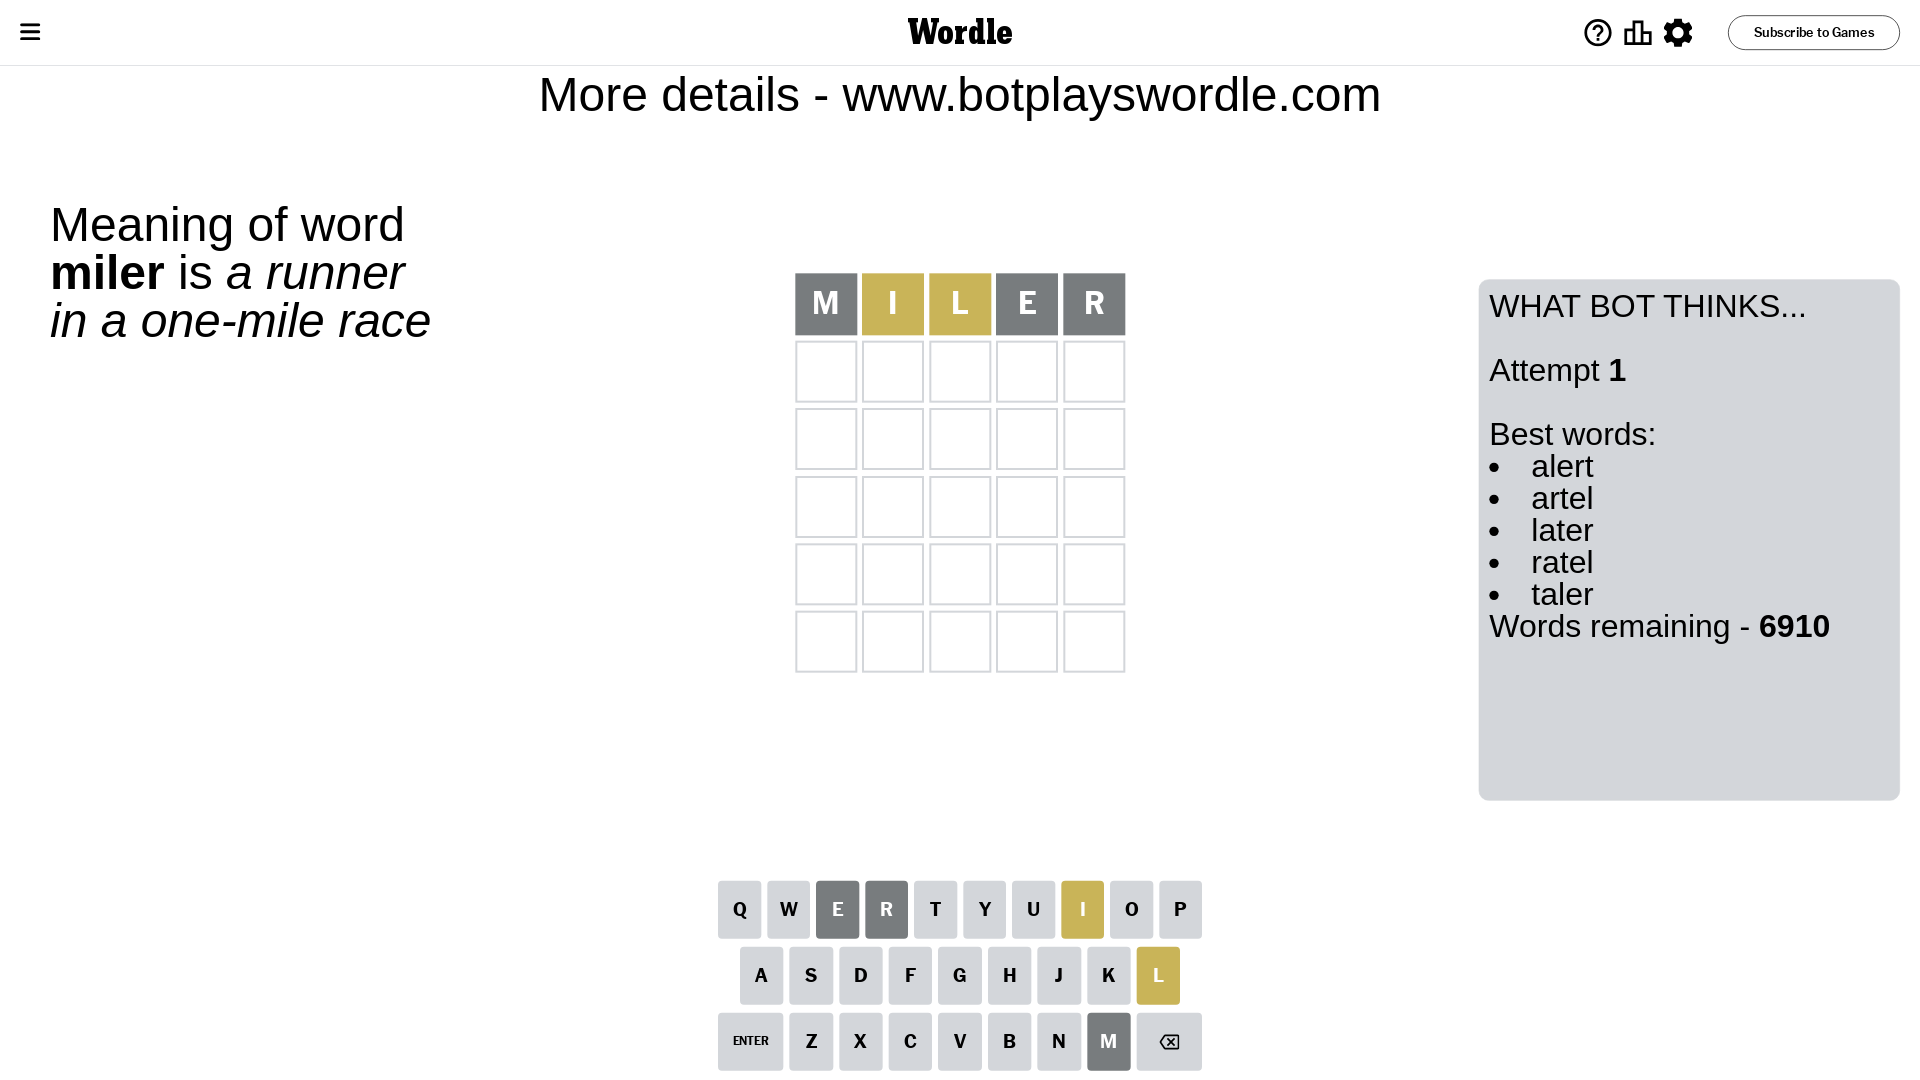 Wordle
Subscribe to Games
More details - www.botplayswordle.com
Meaning of word
miler is a runner
in a one-mile race
M I L E R
WHAT BOT THINKS...
Attempt 1
Best words:
• alert
• artel
• later
• ratel
• taler
Words remaining - 6910
Q W E R T Y U I O P
A S D F G H J K L
ENTER Z X C V B N M